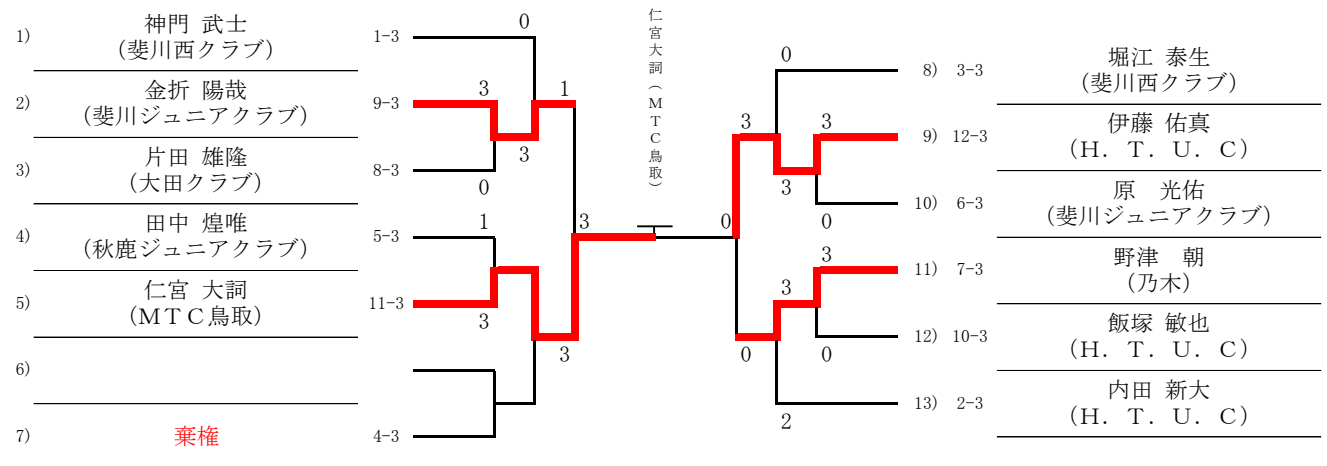 1)
神門 武士
(斐川西クラブ)
1-3
0
2)
金折 陽哉
(斐川ジュニアクラブ)
9-3
3
1
3)
片田 雄隆
(大田クラブ)
8-3
0
3
4)
田中 煌唯
(秋鹿ジュニアクラブ)
5-3
1
3
5)
仁宮 大詞
(ＭＴＣ鳥取)
11-3
3
3
6)
7)
棄権
4-3
仁宮大詞（ＭＴＣ鳥取）
0
8) 3-3
堀江 泰生
(斐川西クラブ)
3
3
9) 12-3
伊藤 佑真
(Ｈ．Ｔ．Ｕ．Ｃ)
3
0
10) 6-3
原　光佑
(斐川ジュニアクラブ)
0
3
11) 7-3
野津　朝
(乃木)
3
0
0
12) 10-3
飯塚 敏也
(Ｈ．Ｔ．Ｕ．Ｃ)
2
13) 2-3
内田 新大
(Ｈ．Ｔ．Ｕ．Ｃ)